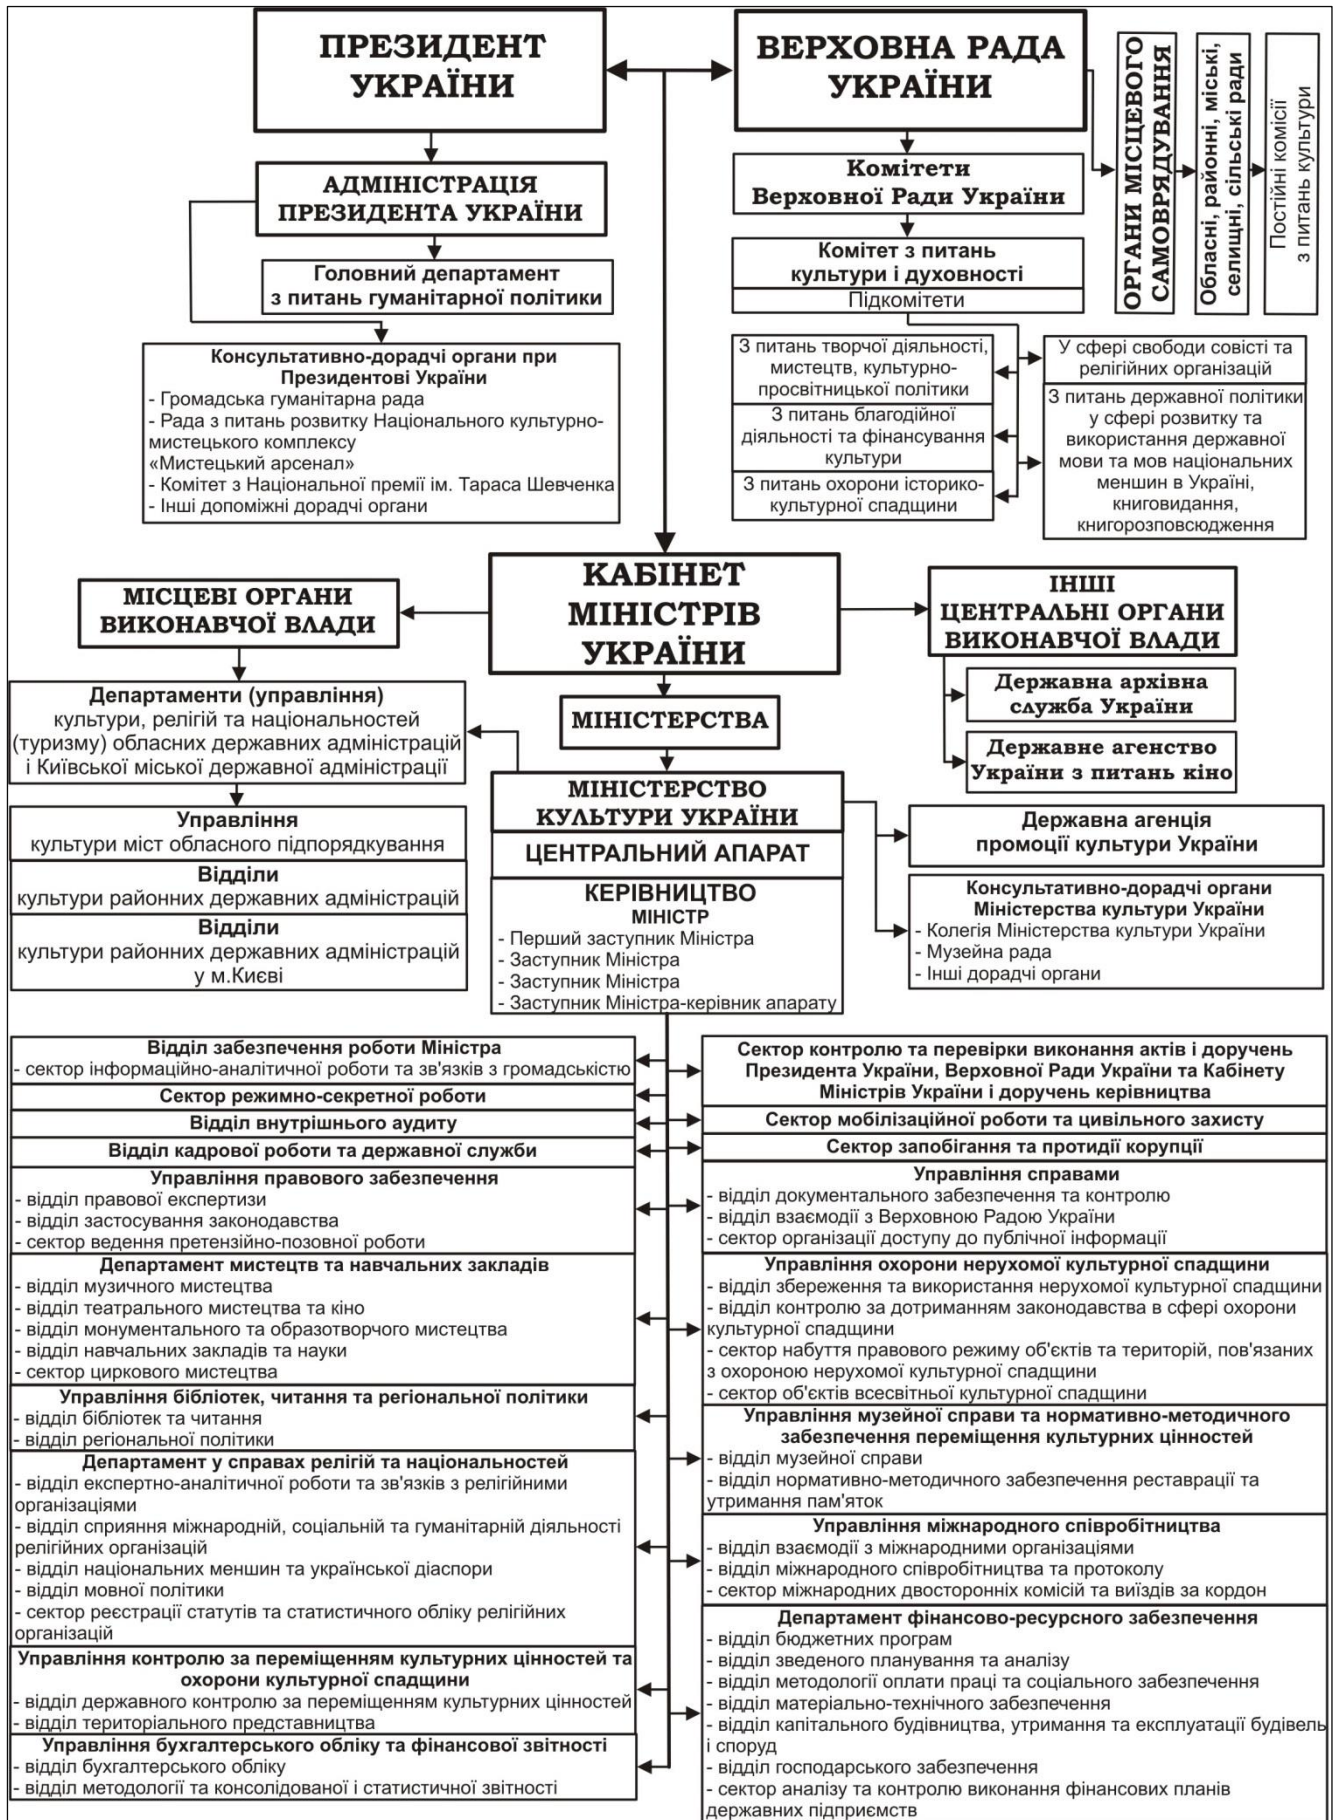 ПРЕЗИДЕНТ
УКРАЇНИ
ВЕРХОВНА РАДА
УКРАЇНИ
ОРГАНИ МІСЦЕВОГО
САМОВРЯДУВАННЯ
Обласні, районні, міські,
селищні, сільські ради
Постійні комісії
з питань культури
АДМІНІСТРАЦІЯ
ПРЕЗИДЕНТА УКРАЇНИ
Комітети
Верховної Ради України
Головний департамент
з питань гуманітарної політики
Комітет з питань
культури і духовності
Підкомітети
Консультативно-дорадчі органи при
Президентові України
- Громадська гуманітарна рада
- Рада з питань розвитку Національного культурно-
мистецького комплексу
«Мистецький арсенал»
- Комітет з Національної премії ім. Тараса Шевченка
- Інші допоміжні дорадчі органи
З питань творчої діяльності,
мистецтв, культурно-
просвітницької політики
З питань благодійної
діяльності та фінансування
культури
З питань охорони історико-
культурної спадщини
У сфері свободи совісті та
релігійних організацій
З питань державної політики
у сфері розвитку та
використання державної
мови та мов національних
меншин в Україні,
книговидання,
книгорозповсюдження
КАБІНЕТ
МІНІСТРІВ
УКРАЇНИ
МІСЦЕВІ ОРГАНИ
ВИКОНАВЧОЇ ВЛАДИ
ІНШІ
ЦЕНТРАЛЬНІ ОРГАНИ
ВИКОНАВЧОЇ ВЛАДИ
Департаменти (управління)
культури, релігій та національностей
(туризму) обласних державних адміністрацій
і Київської міської державної адміністрації
МІНІСТЕРСТВА
Державна архівна
служба України
Державне агенство
України з питань кіно
Управління
культури міст обласного підпорядкування
Відділи
культури районних державних адміністрацій
Відділи
культури районних державних адміністрацій
у м.Києві
МІНІСТЕРСТВО
КУЛЬТУРИ УКРАЇНИ
ЦЕНТРАЛЬНИЙ АПАРАТ
КЕРІВНИЦТВО
МІНІСТР
- Перший заступник Міністра
- Заступник Міністра
- Заступник Міністра
- Заступник Міністра-керівник апарату
Державна агенція
промоції культури України
Консультативно-дорадчі органи
Міністерства культури України
- Колегія Міністерства культури України
- Музейна рада
- Інші дорадчі органи
Відділ забезпечення роботи Міністра
- сектор інформаційно-аналітичної роботи та зв'язків з громадськістю
Сектор режимно-секретної роботи
Відділ внутрішнього аудиту
Відділ кадрової роботи та державної служби
Управління правового забезпечення
- відділ правової експертизи
- відділ застосування законодавства
- сектор ведення претензійно-позовної роботи
Департамент мистецтв та навчальних закладів
- відділ музичного мистецтва
- відділ театрального мистецтва та кіно
- відділ монументального та образотворчого мистецтва
- відділ навчальних закладів та науки
- сектор циркового мистецтва
Управління бібліотек, читання та регіональної політики
- відділ бібліотек та читання
- відділ регіональної політики
Департамент у справах релігій та національностей
- відділ експертно-аналітичної роботи та зв'язків з релігійними
організаціями
- відділ сприяння міжнародній, соціальній та гуманітарній діяльності
релігійних організацій
- відділ національних меншин та української діаспори
- відділ мовної політики
- сектор реєстрації статутів та статистичного обліку релігійних
організацій
Управління контролю за переміщенням культурних цінностей та
охорони культурної спадщини
- відділ державного контролю за переміщенням культурних цінностей
- відділ територіального представництва
Управління бухгалтерського обліку та фінансової звітності
- відділ бухгалтерського обліку
- відділ методології та консолідованої і статистичної звітності
Сектор контролю та перевірки виконання актів і доручень
Президента України, Верховної Ради України та Кабінету
Міністрів України і доручень керівництва
Сектор мобілізаційної роботи та цивільного захисту
Сектор запобігання та протидії корупції
Управління справами
- відділ документального забезпечення та контролю
- відділ взаємодії з Верховною Радою України
- сектор організації доступу до публічної інформації
Управління охорони нерухомої культурної спадщини
- відділ збереження та використання нерухомої культурної спадщини
- відділ контролю за дотриманням законодавства в сфері охорони
культурної спадщини
- сектор набуття правового режиму об'єктів та територій, пов'язаних
з охороною нерухомої культурної спадщини
- сектор об'єктів всесвітньої культурної спадщини
Управління музейної справи та нормативно-методичного
забезпечення переміщення культурних цінностей
- відділ музейної справи
- відділ нормативно-методичного забезпечення реставрації та
утримання пам'яток
Управління міжнародного співробітництва
- відділ взаємодії з міжнародними організаціями
- відділ міжнародного співробітництва та протоколу
- сектор міжнародних двосторонніх комісій та виїздів за кордон
Департамент фінансово-ресурсного забезпечення
- відділ бюджетних програм
- відділ зведеного планування та аналізу
- відділ методології оплати праці та соціального забезпечення
- відділ матеріально-технічного забезпечення
- відділ капітального будівництва, утримання та експлуатації будівель
і споруд
- відділ господарського забезпечення
- сектор аналізу та контролю виконання фінансових планів
державних підприємств